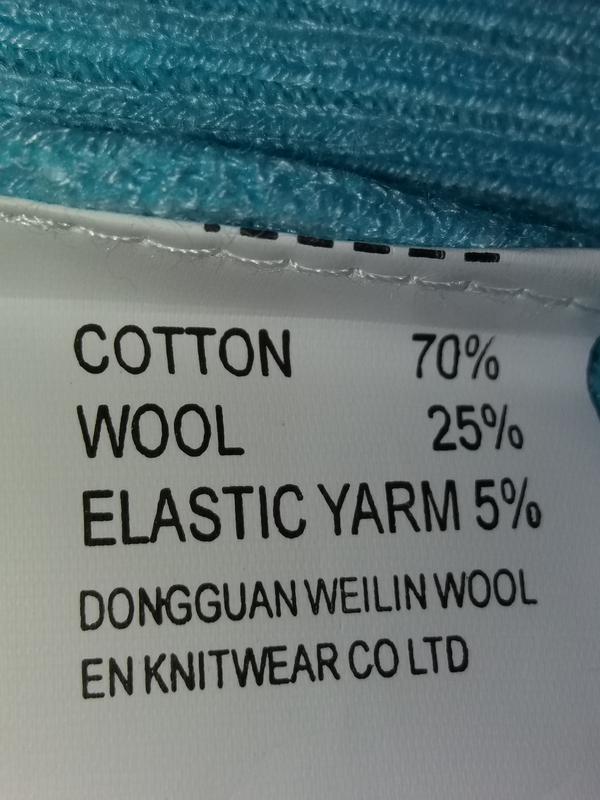 COTTON 70%
WOOL 25%
ELASTIC YARM 5%
DONGGUAN WEILIN WOOL
EN KNITWEAR CO LTD